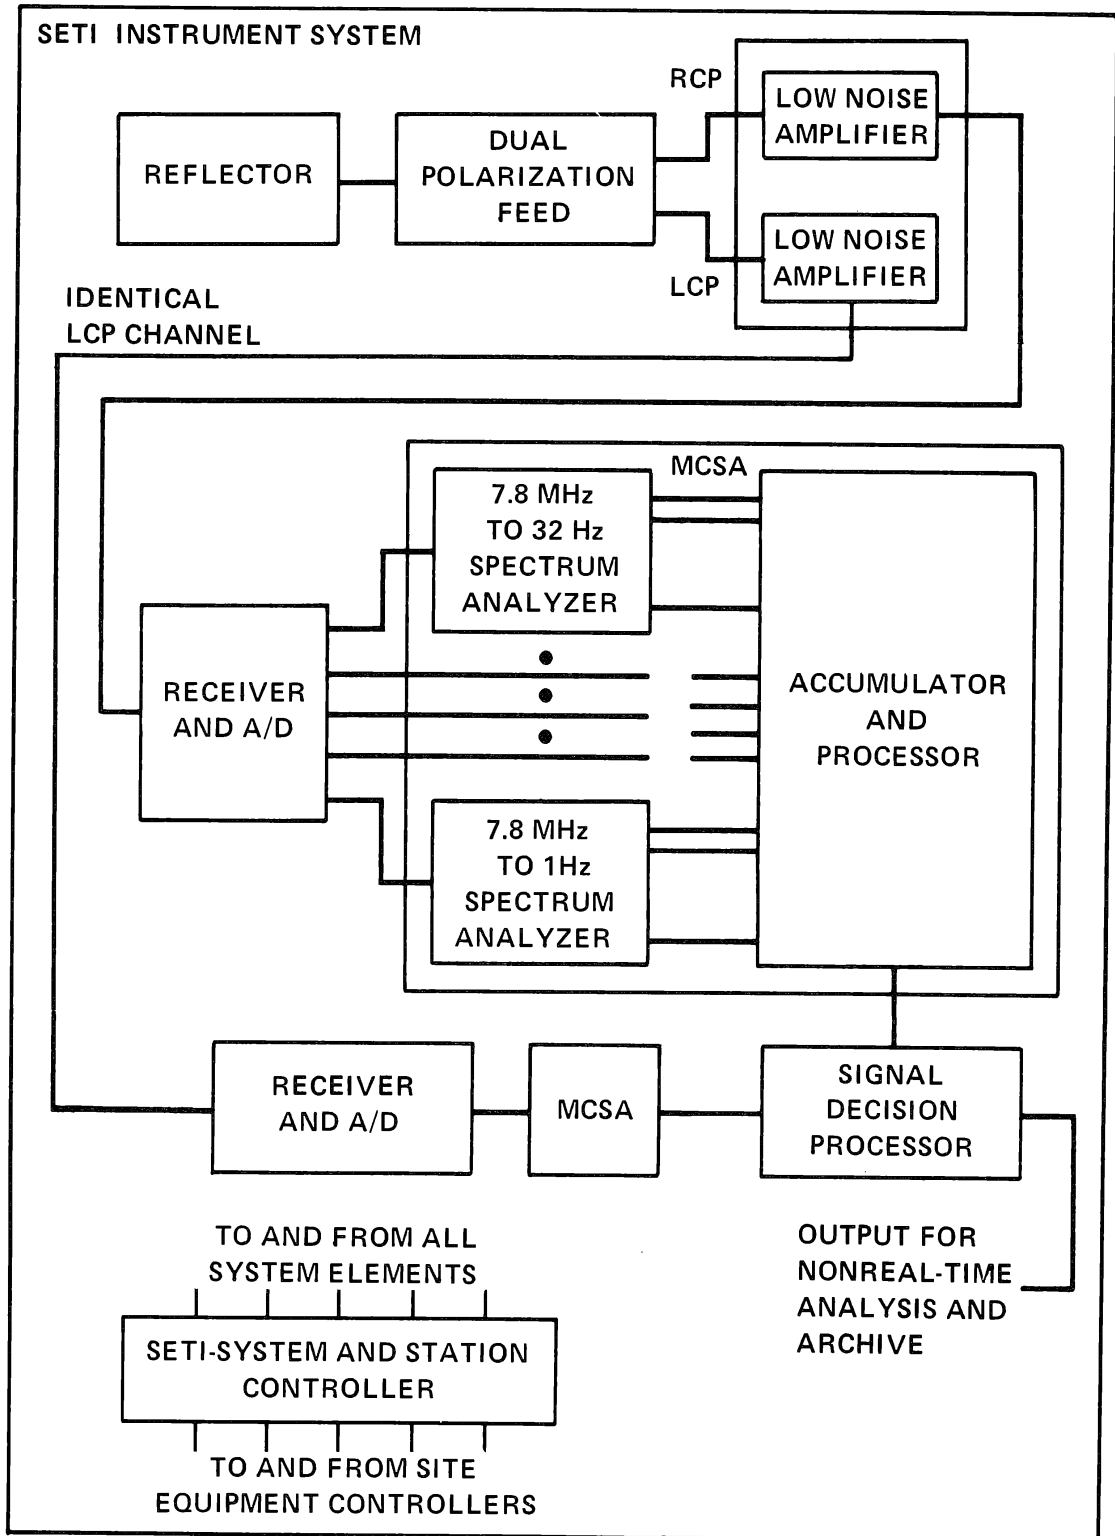 SETI INSTRUMENT SYSTEM
RCP
LOW NOISE
AMPLIFIER
REFLECTOR
DUAL
POLARIZATION
FEED
LOW NOISE
AMPLIFIER
LCP
IDENTICAL
LCP CHANNEL
MCSA
7.8 MHz
TO 32 Hz
SPECTRUM
ANALYZER
RECEIVER
AND A/D
ACCUMULATOR
AND
PROCESSOR
7.8 MHz
TO 1Hz
SPECTRUM
ANALYZER
RECEIVER
AND A/D
MCSA
SIGNAL
DECISION
PROCESSOR
TO AND FROM ALL
SYSTEM ELEMENTS
OUTPUT FOR
NONREAL-TIME
ANALYSIS AND
ARCHIVE
SETI-SYSTEM AND STATION
CONTROLLER
TO AND FROM SITE
EQUIPMENT CONTROLLERS